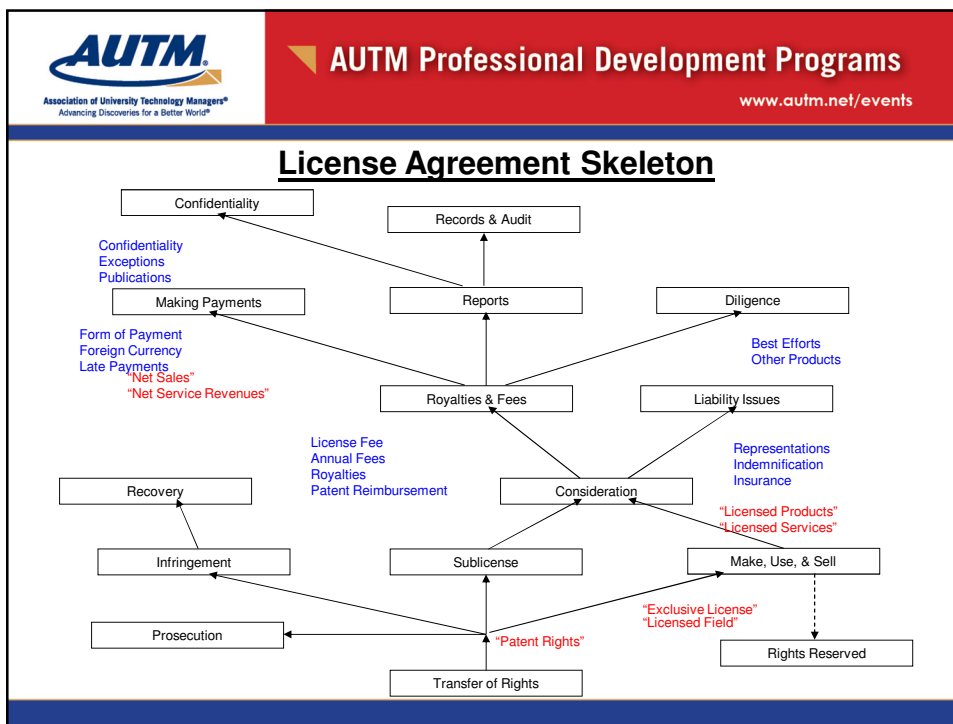 AUTM®
Association of University Technology Managers®
Advancing Discoveries for a Better World®
AUTM Professional Development Programs
www.autm.net/events
License Agreement Skeleton
Confidentiality
Records & Audit
Confidentiality
Exceptions
Publications
Making Payments
Reports
Diligence
Form of Payment
Foreign Currency
Late Payments
“Net Sales”
“Net Service Revenues”
Best Efforts
Other Products
Royalties & Fees
Liability Issues
License Fee
Annual Fees
Royalties
Patent Reimbursement
Representations
Indemnification
Insurance
Recovery
Consideration
“Licensed Products”
“Licensed Services”
Infringement
Sublicense
Make, Use, & Sell
“Exclusive License”
“Licensed Field”
Prosecution
“Patent Rights”
Rights Reserved
Transfer of Rights